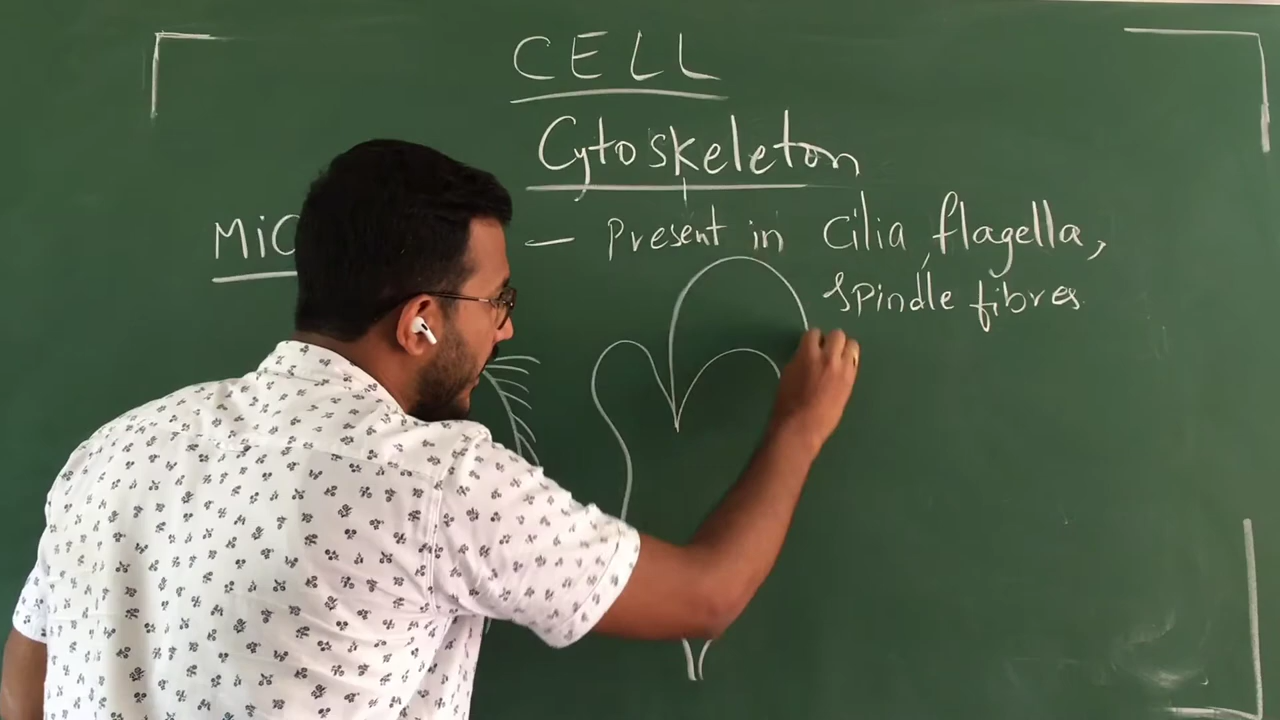 CELL
Cytoskeleton
— Present in Cilia, flagella,
Spindle fibres